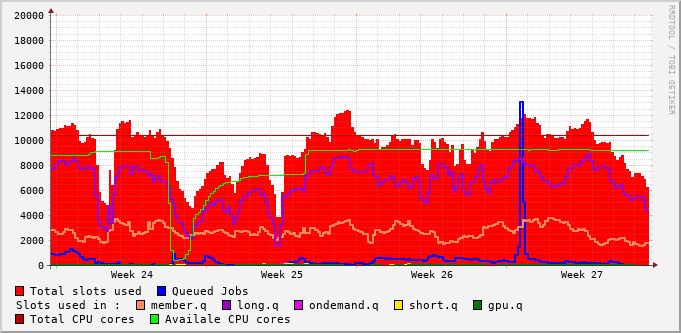 20000
18000
16000
14000
12000
10000
8000
6000
4000
2000
0
Week 24 Week 25 Week 26 Week 27
RRDTOOL / TOBI OETIKER
Total slots used Queued Jobs
Slots used in : member.q long.q ondemand.q short.q gpu.q
Total CPU cores Availale CPU cores